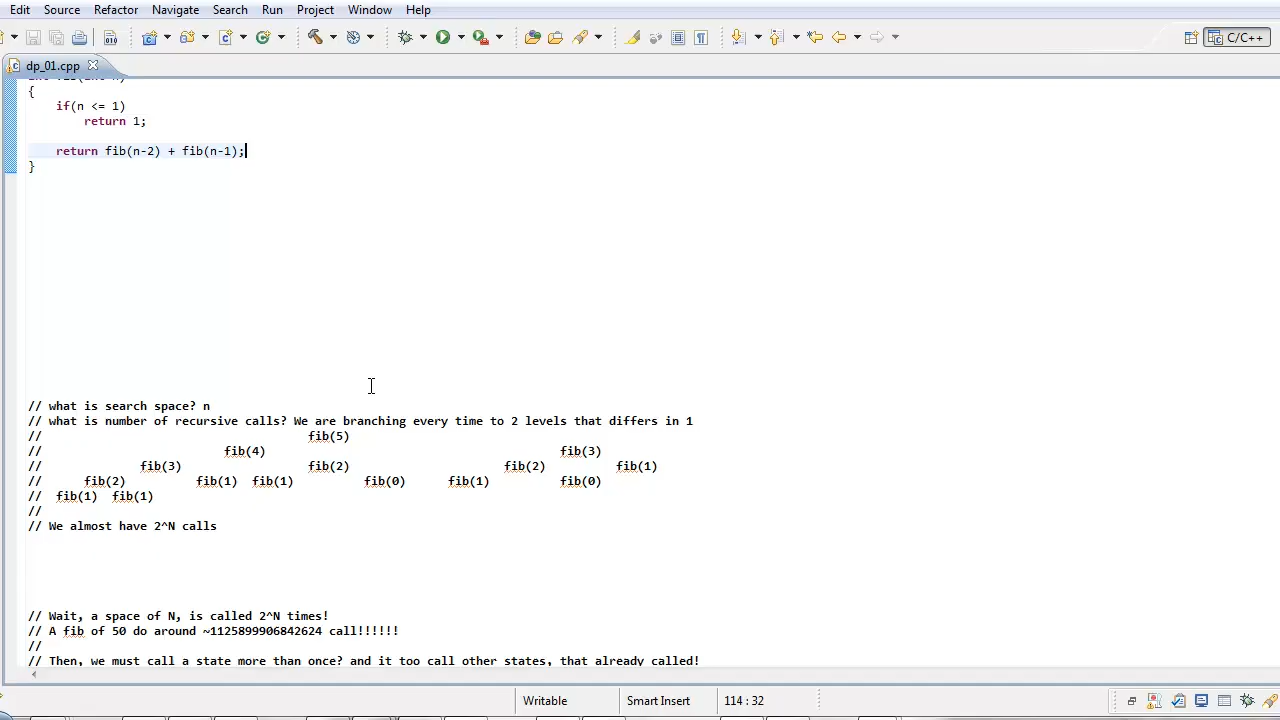 Edit Source Refactor Navigate Search Run Project Window Help
C/C++
dp_01.cpp
{
if(n <= 1)
return 1;
return fib(n-2) + fib(n-1);
}
// what is search space? n
// what is number of recursive calls? We are branching every time to 2 levels that differs in 1
// fib(5)
// fib(4) fib(3)
// fib(3) fib(2) fib(2) fib(1)
// fib(2) fib(1) fib(1) fib(0) fib(1) fib(0)
// fib(1) fib(1)
//
// We almost have 2^N calls
// Wait, a space of N, is called 2^N times!
// A fib of 50 do around ~1125899906842624 call!!!!!!
//
// Then, we must call a state more than once? and it too call other states, that already called!
Writable Smart Insert 114 : 32